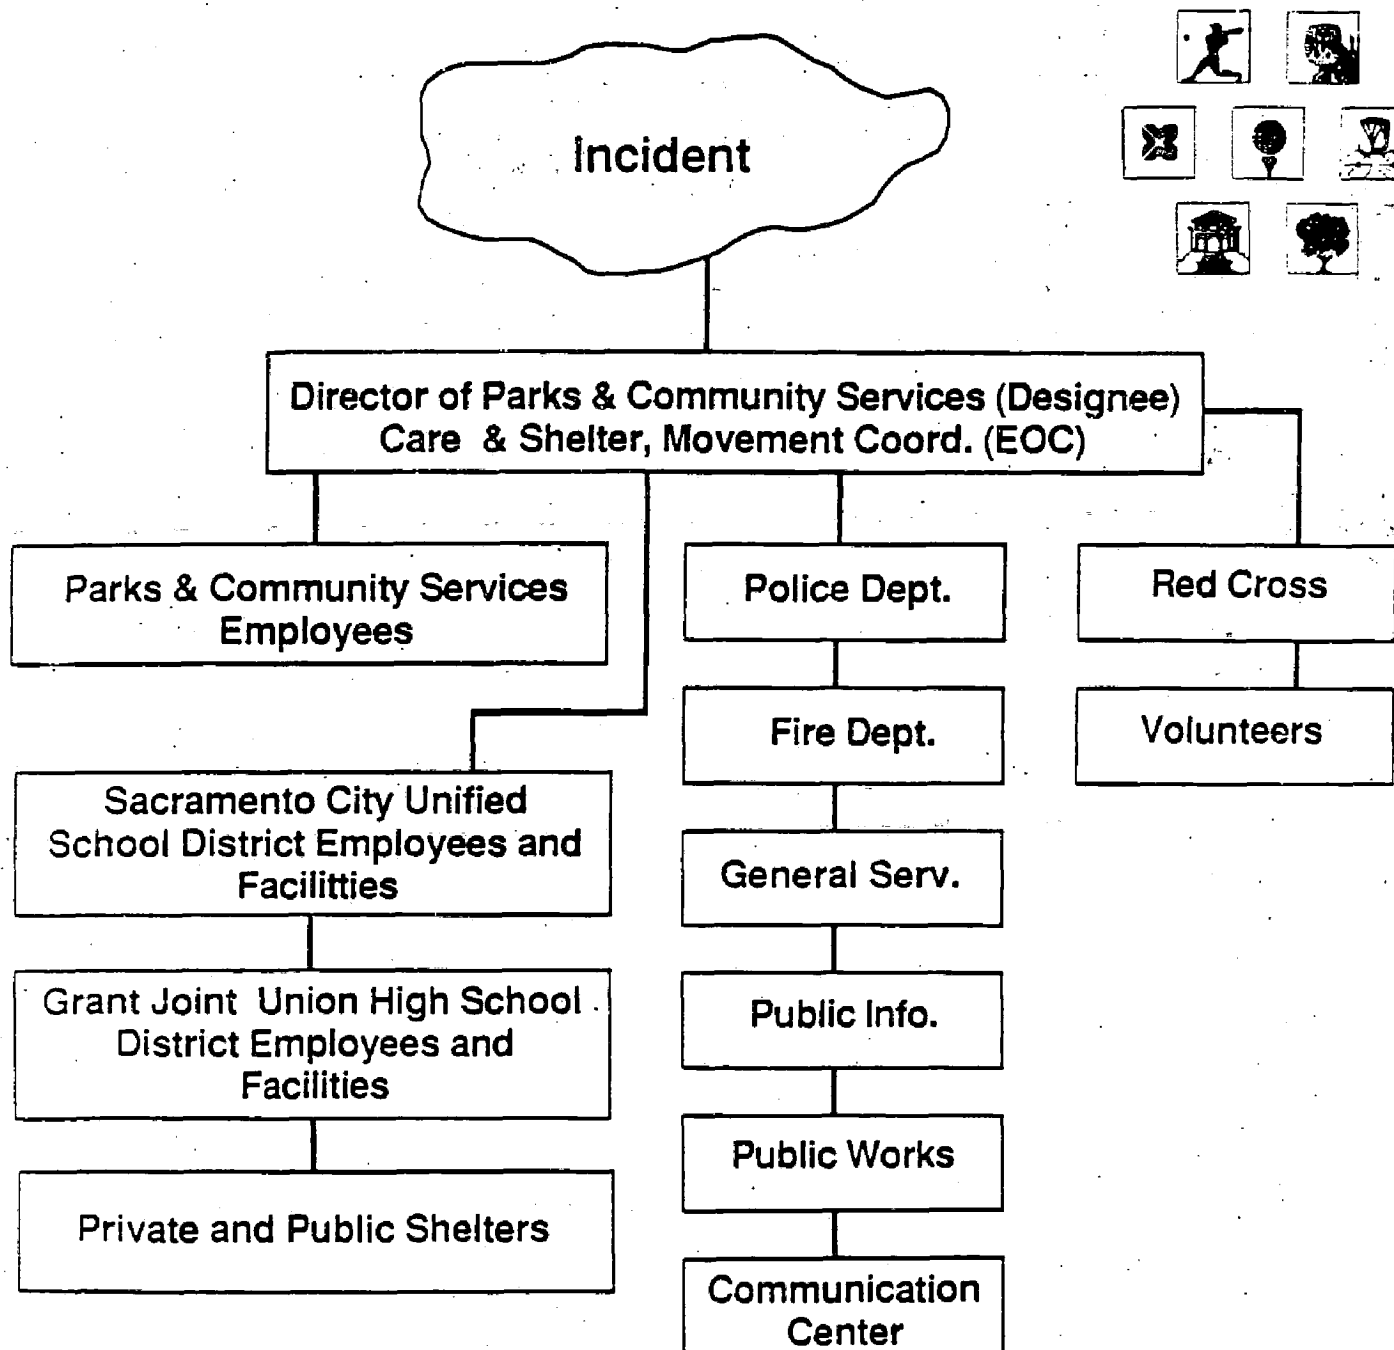 Incident
Director of Parks & Community Services (Designee)
Care & Shelter, Movement Coord. (EOC)
Parks & Community Services
Employees
Police Dept.
Red Cross
Fire Dept.
Volunteers
Sacramento City Unified
School District Employees and
Facilitties
General Serv.
Grant Joint Union High School
District Employees and
Facilities
Public Info.
Public Works
Private and Public Shelters
Communication
Center